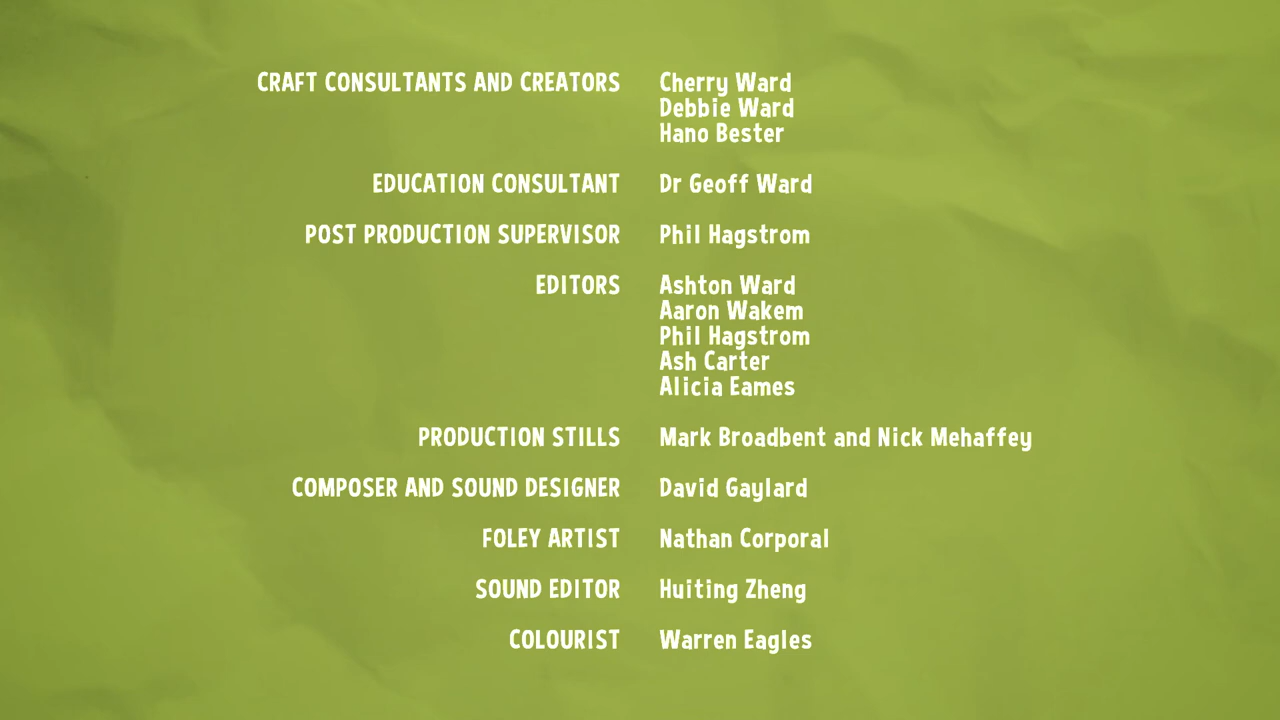 CRAFT CONSULTANTS AND CREATORS Cherry Ward
Debbie Ward
Hano Bester
EDUCATION CONSULTANT Dr Geoff Ward
POST PRODUCTION SUPERVISOR Phil Hagstrom
EDITORS Ashton Ward
Aaron Wakem
Phil Hagstrom
Ash Carter
Alicia Eames
PRODUCTION STILLS Mark Broadbent and Nick Mehaffey
COMPOSER AND SOUND DESIGNER David Gaylard
FOLEY ARTIST Nathan Corporal
SOUND EDITOR Huiting Zheng
COLOURIST Warren Eagles